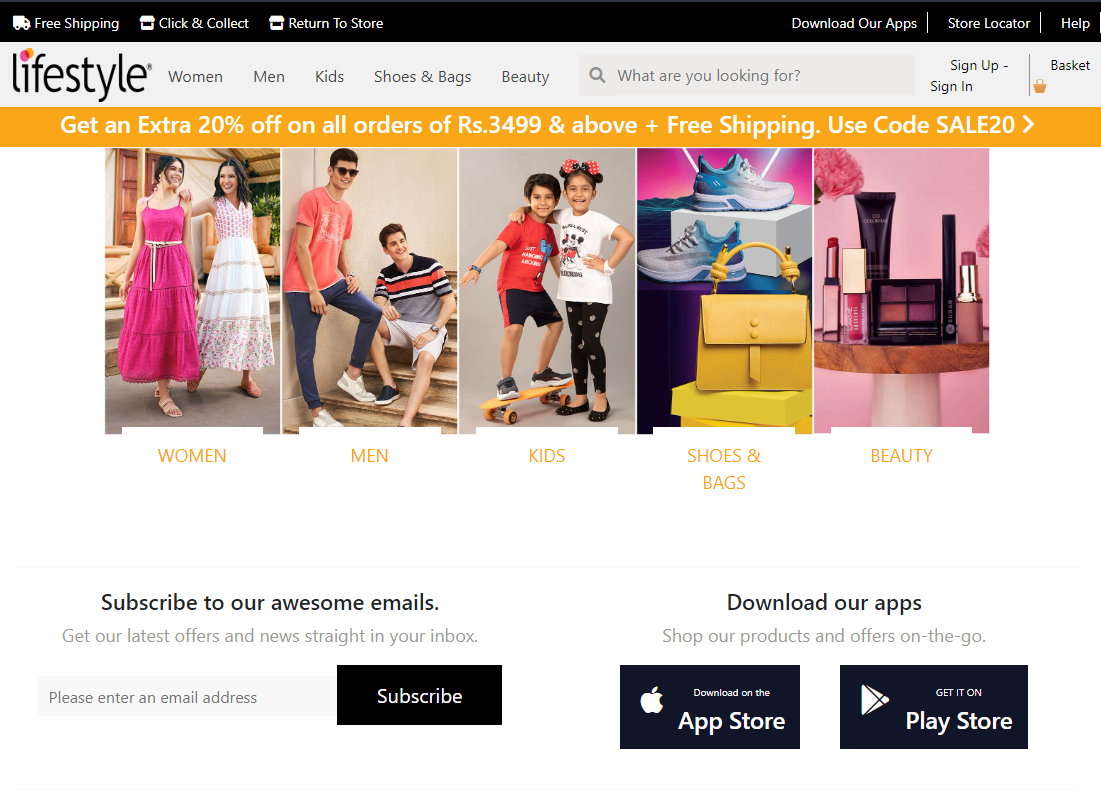 Free Shipping Click & Collect Return To Store Download Our Apps Store Locator Help
lifestyle® Women Men Kids Shoes & Bags Beauty What are you looking for? Sign Up - Sign In Basket
Get an Extra 20% off on all orders of Rs.3499 & above + Free Shipping. Use Code SALE20
JUST
HANGING
AROUND
SUGAR
WOMEN
MEN
KIDS
SHOES &
BAGS
BEAUTY
Subscribe to our awesome emails.
Get our latest offers and news straight in your inbox.
Please enter an email address
Subscribe
Download our apps
Shop our products and offers on-the-go.
Download on the
App Store
GET IT ON
Play Store